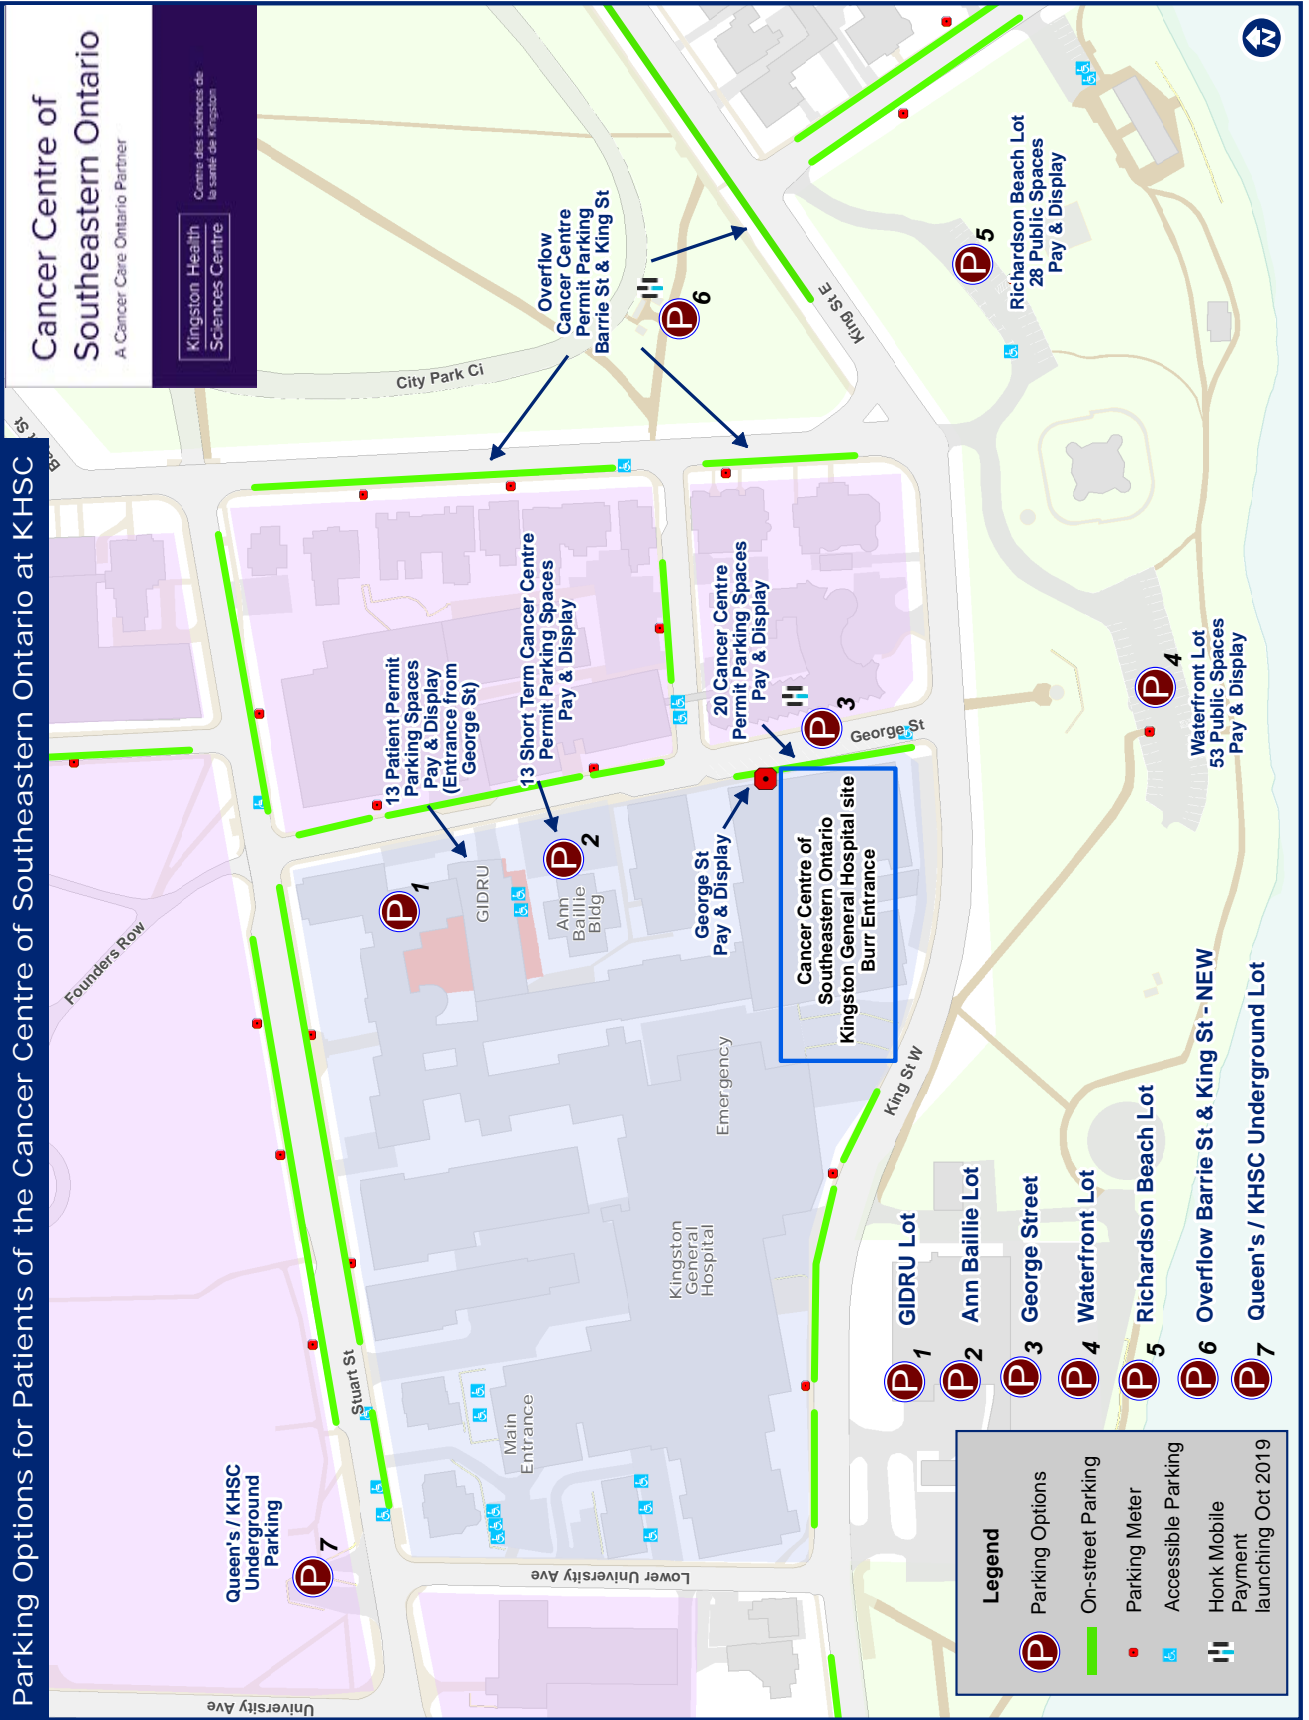 Parking Options for Patients of the Cancer Centre of Southeastern Ontario at KHSC
Cancer Centre of
Southeastern Ontario
A Cancer Care Ontario Partner
Kingston Health
Sciences Centre
Centre des sciences de
la santé de Kingston
University Ave
Queen's / KHSC
Underground
Parking
P 7
Stuart St
Founders Row
City Park Ci
Overflow
Cancer Centre
Permit Parking
Barrie St & King St
P 6
13 Patient Permit
Parking Spaces
Pay & Display
(Entrance from
George St)
P 1
GIDRU
13 Short Term Cancer Centre
Permit Parking Spaces
Pay & Display
P 2
Ann
Baillie
Bldg
20 Cancer Centre
Permit Parking Spaces
Pay & Display
P 3
George St
George St
Pay & Display
Main
Entrance
Lower University Ave
Kingston
General
Hospital
Emergency
Cancer Centre of
Southeastern Ontario
Kingston General Hospital site
Burr Entrance
King St W
King St E
P 5
Richardson Beach Lot
28 Public Spaces
Pay & Display
P 4
Waterfront Lot
53 Public Spaces
Pay & Display
N
P 1 GIDRU Lot
P 2 Ann Baillie Lot
P 3 George Street
P 4 Waterfront Lot
P 5 Richardson Beach Lot
P 6 Overflow Barrie St & King St - NEW
P 7 Queen's / KHSC Underground Lot
Legend
P Parking Options
On-street Parking
Parking Meter
Accessible Parking
Honk Mobile
Payment
launching Oct 2019